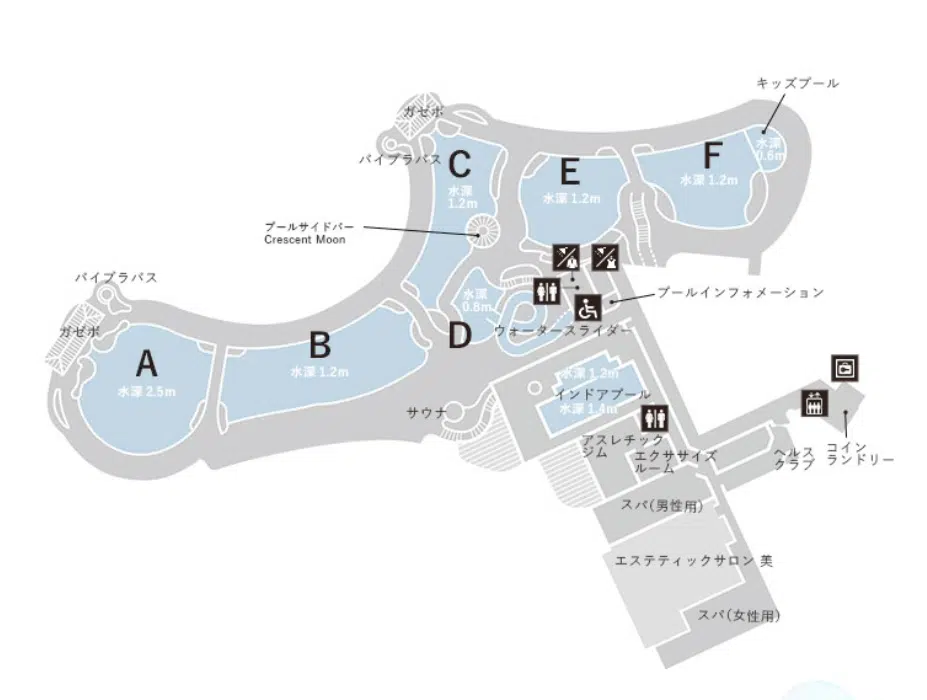 キッズプール
ガゼボ
バイブラバス
C
水深
1.2m
E
水深 1.2m
F
水深 1.2m
水深
0.6m
プールサイドバー
Crescent Moon
バイブラバス
ガゼボ
A
水深 2.5m
B
水深 1.2m
水深
0.8m
D
プールインフォメーション
ウォータースライダー
水深 1.2m
インドアプール
水深 1.4m
サウナ
アスレチック
ジム
エクササイズ
ルーム
ヘルス
クラブ
コイン
ランドリー
スパ(男性用)
エステティックサロン 美
スパ(女性用)